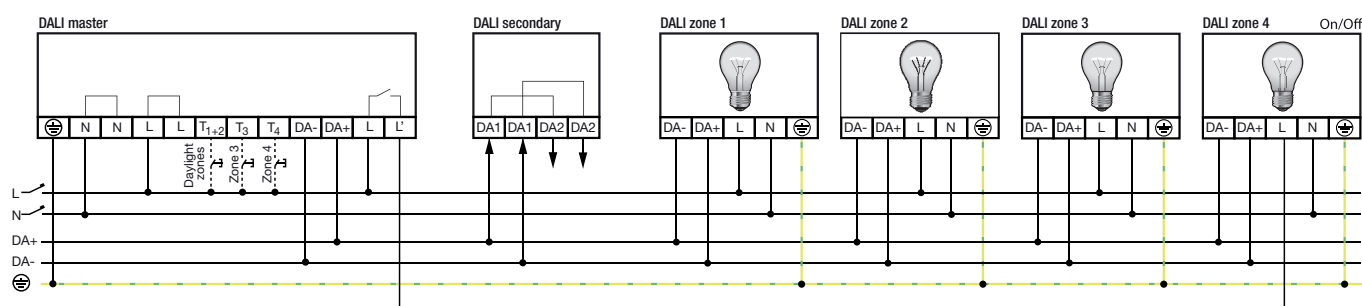 DALI master
DALI secondary
DALI zone 1
DALI zone 2
DALI zone 3
DALI zone 4
On/Off
N N L L T1+2 T3 T4 DA- DA+ L L'
DA1 DA1 DA2 DA2
DA- DA+ L N
DA- DA+ L N
DA- DA+ L N
DA- DA+ L N
Daylight
zones
Zone 3
Zone 4
L
N
DA+
DA-